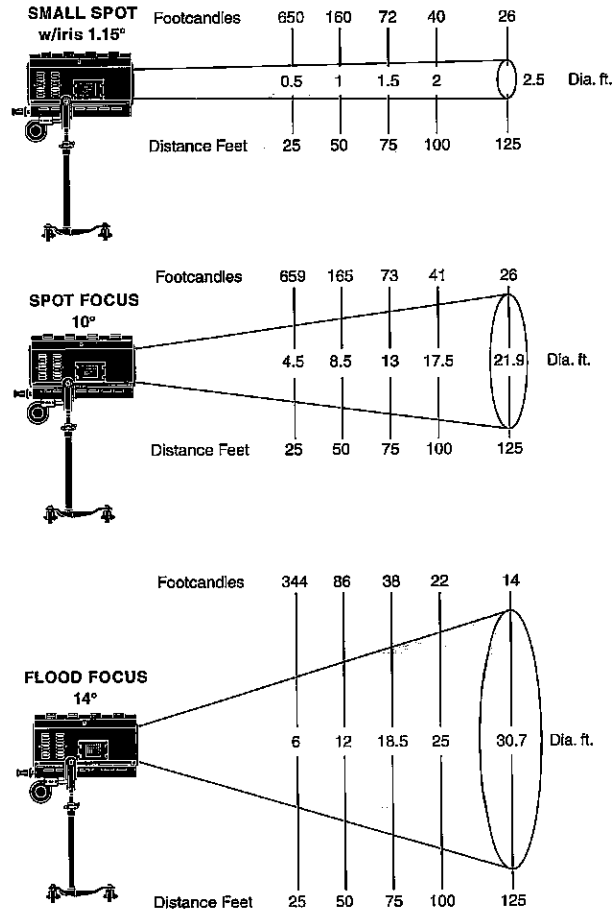 SMALL SPOT
w/iris 1.15°
Footcandles 650 160 72 40 26
0.5 1 1.5 2 2.5 Dia. ft.
Distance Feet 25 50 75 100 125
SPOT FOCUS
10°
Footcandles 659 165 73 41 26
4.5 8.5 13 17.5 21.9 Dia. ft.
Distance Feet 25 50 75 100 125
FLOOD FOCUS
14°
Footcandles 344 86 38 22 14
6 12 18.5 25 30.7 Dia. ft.
Distance Feet 25 50 75 100 125